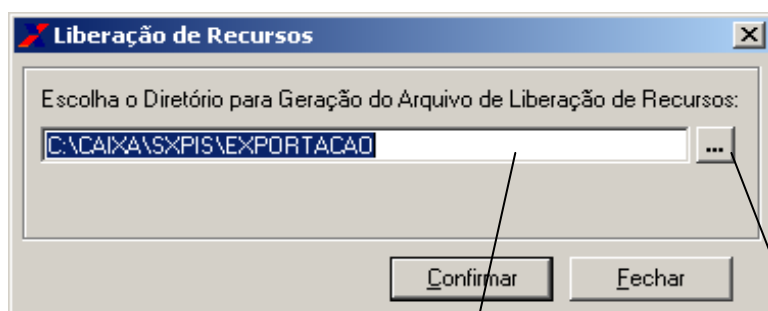 Liberação de Recursos
Escolha o Diretório para Geração do Arquivo de Liberação de Recursos:
C:\CAIXA\SXPIS\EXPORTACAO
...
Confirmar Fechar